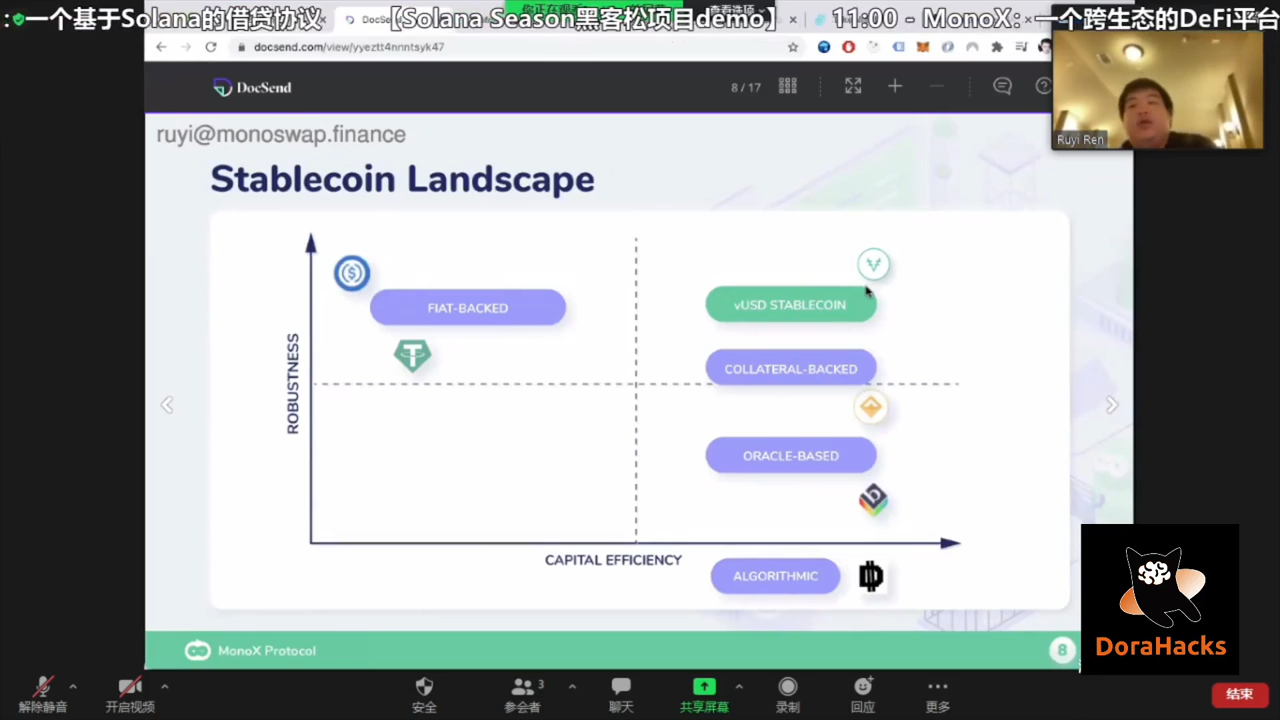 :一个基于Solana的借贷协议
【Solana Season黑客松项目demo】
11:00 - MonoX: 一个跨生态的DeFi平台
docsend.com/view/yyeztt4nnntsyk47
DocSend
8 / 17
Ruyi Ren
ruyi@monoswap.finance
Stablecoin Landscape
FIAT-BACKED
vUSD STABLECOIN
COLLATERAL-BACKED
ORACLE-BASED
ROBUSTNESS
CAPITAL EFFICIENCY
ALGORITHMIC
MonoX Protocol
8
DoraHacks
3
解除静音
开启视频
安全
参会者
聊天
共享屏幕
录制
回应
更多
结束